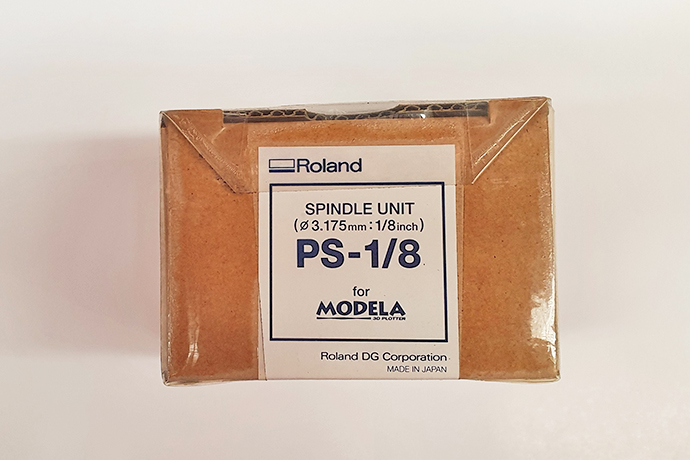 Roland
SPINDLE UNIT
(ø3.175mm:1/8inch)
PS-1/8
for
MODELA
3D PLOTTER
Roland DG Corporation
MADE IN JAPAN